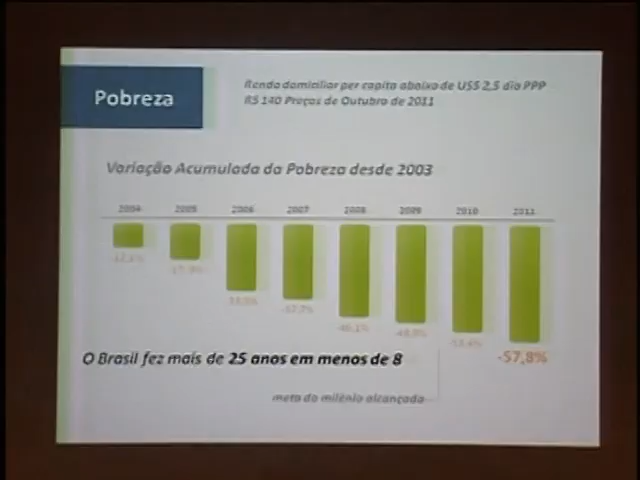 Pobreza
Renda domiciliar per capita abaixo de US$ 2,5 dia PPP
R$ 140 Preços de Outubro de 2011
Variação Acumulada da Pobreza desde 2003
2004 2005 2006 2007 2008 2009 2010 2011
-57,8%
O Brasil fez mais de 25 anos em menos de 8
meta do milênio alcançada